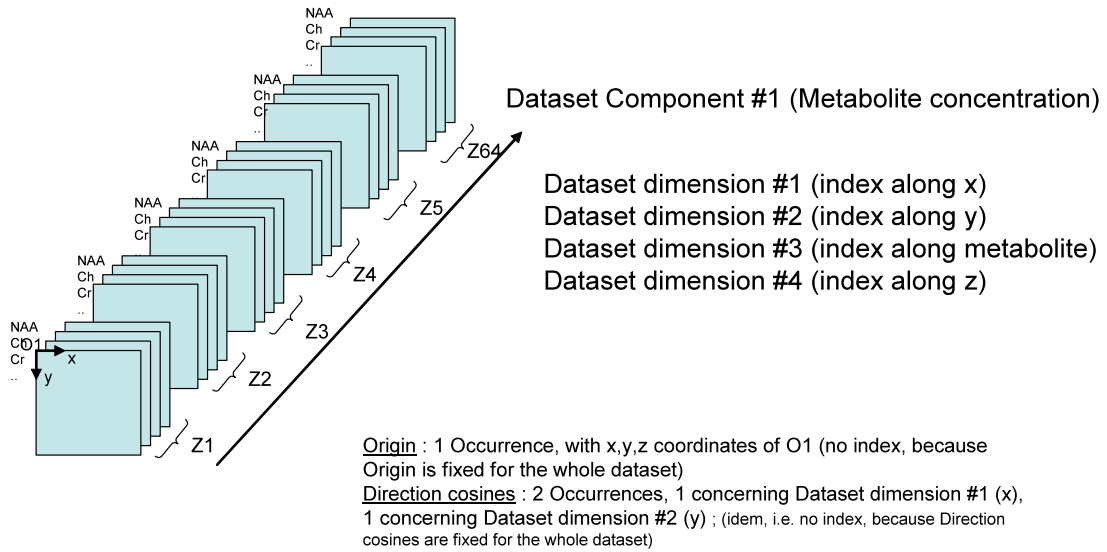 NAA
Ch
Cr
..
Dataset Component #1 (Metabolite concentration)
NAA
Ch
Cr
..
Z64
NAA
Ch
Cr
..
Z5
Dataset dimension #1 (index along x)
Dataset dimension #2 (index along y)
Dataset dimension #3 (index along metabolite)
Dataset dimension #4 (index along z)
NAA
Ch
Cr
..
Z4
NAA
Ch
Cr
..
Z3
NAA
Ch
Cr
..
O1
x
y
Z2
Z1
Origin : 1 Occurrence, with x,y,z coordinates of O1 (no index, because
Origin is fixed for the whole dataset)
Direction cosines : 2 Occurrences, 1 concerning Dataset dimension #1 (x),
1 concerning Dataset dimension #2 (y) ; (idem, i.e. no index, because Direction
cosines are fixed for the whole dataset)